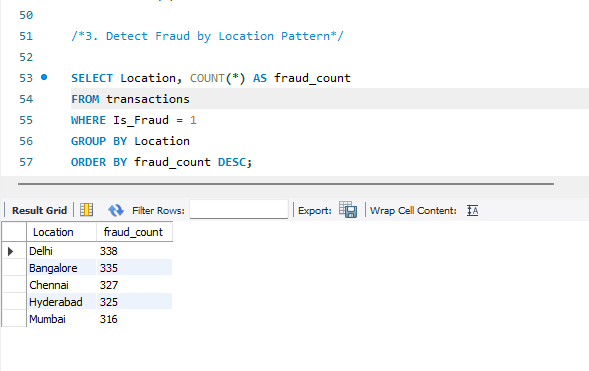 50
51 /*3. Detect Fraud by Location Pattern*/
52
53 SELECT Location, COUNT(*) AS fraud_count
54 FROM transactions
55 WHERE Is_Fraud = 1
56 GROUP BY Location
57 ORDER BY fraud_count DESC;
Result Grid Filter Rows: Export: Wrap Cell Content:
Location fraud_count
Delhi 338
Bangalore 335
Chennai 327
Hyderabad 325
Mumbai 316